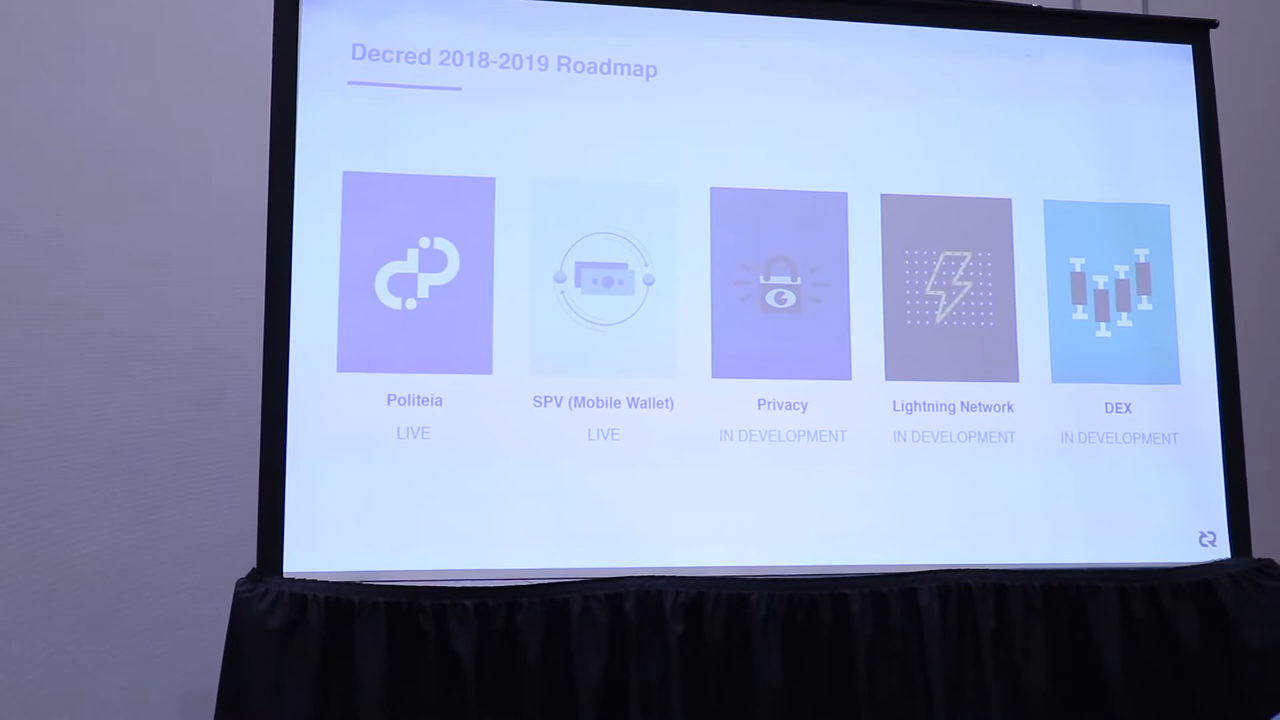 Decred 2018-2019 Roadmap
Politeia
LIVE
SPV (Mobile Wallet)
LIVE
Privacy
IN DEVELOPMENT
Lightning Network
IN DEVELOPMENT
DEX
IN DEVELOPMENT